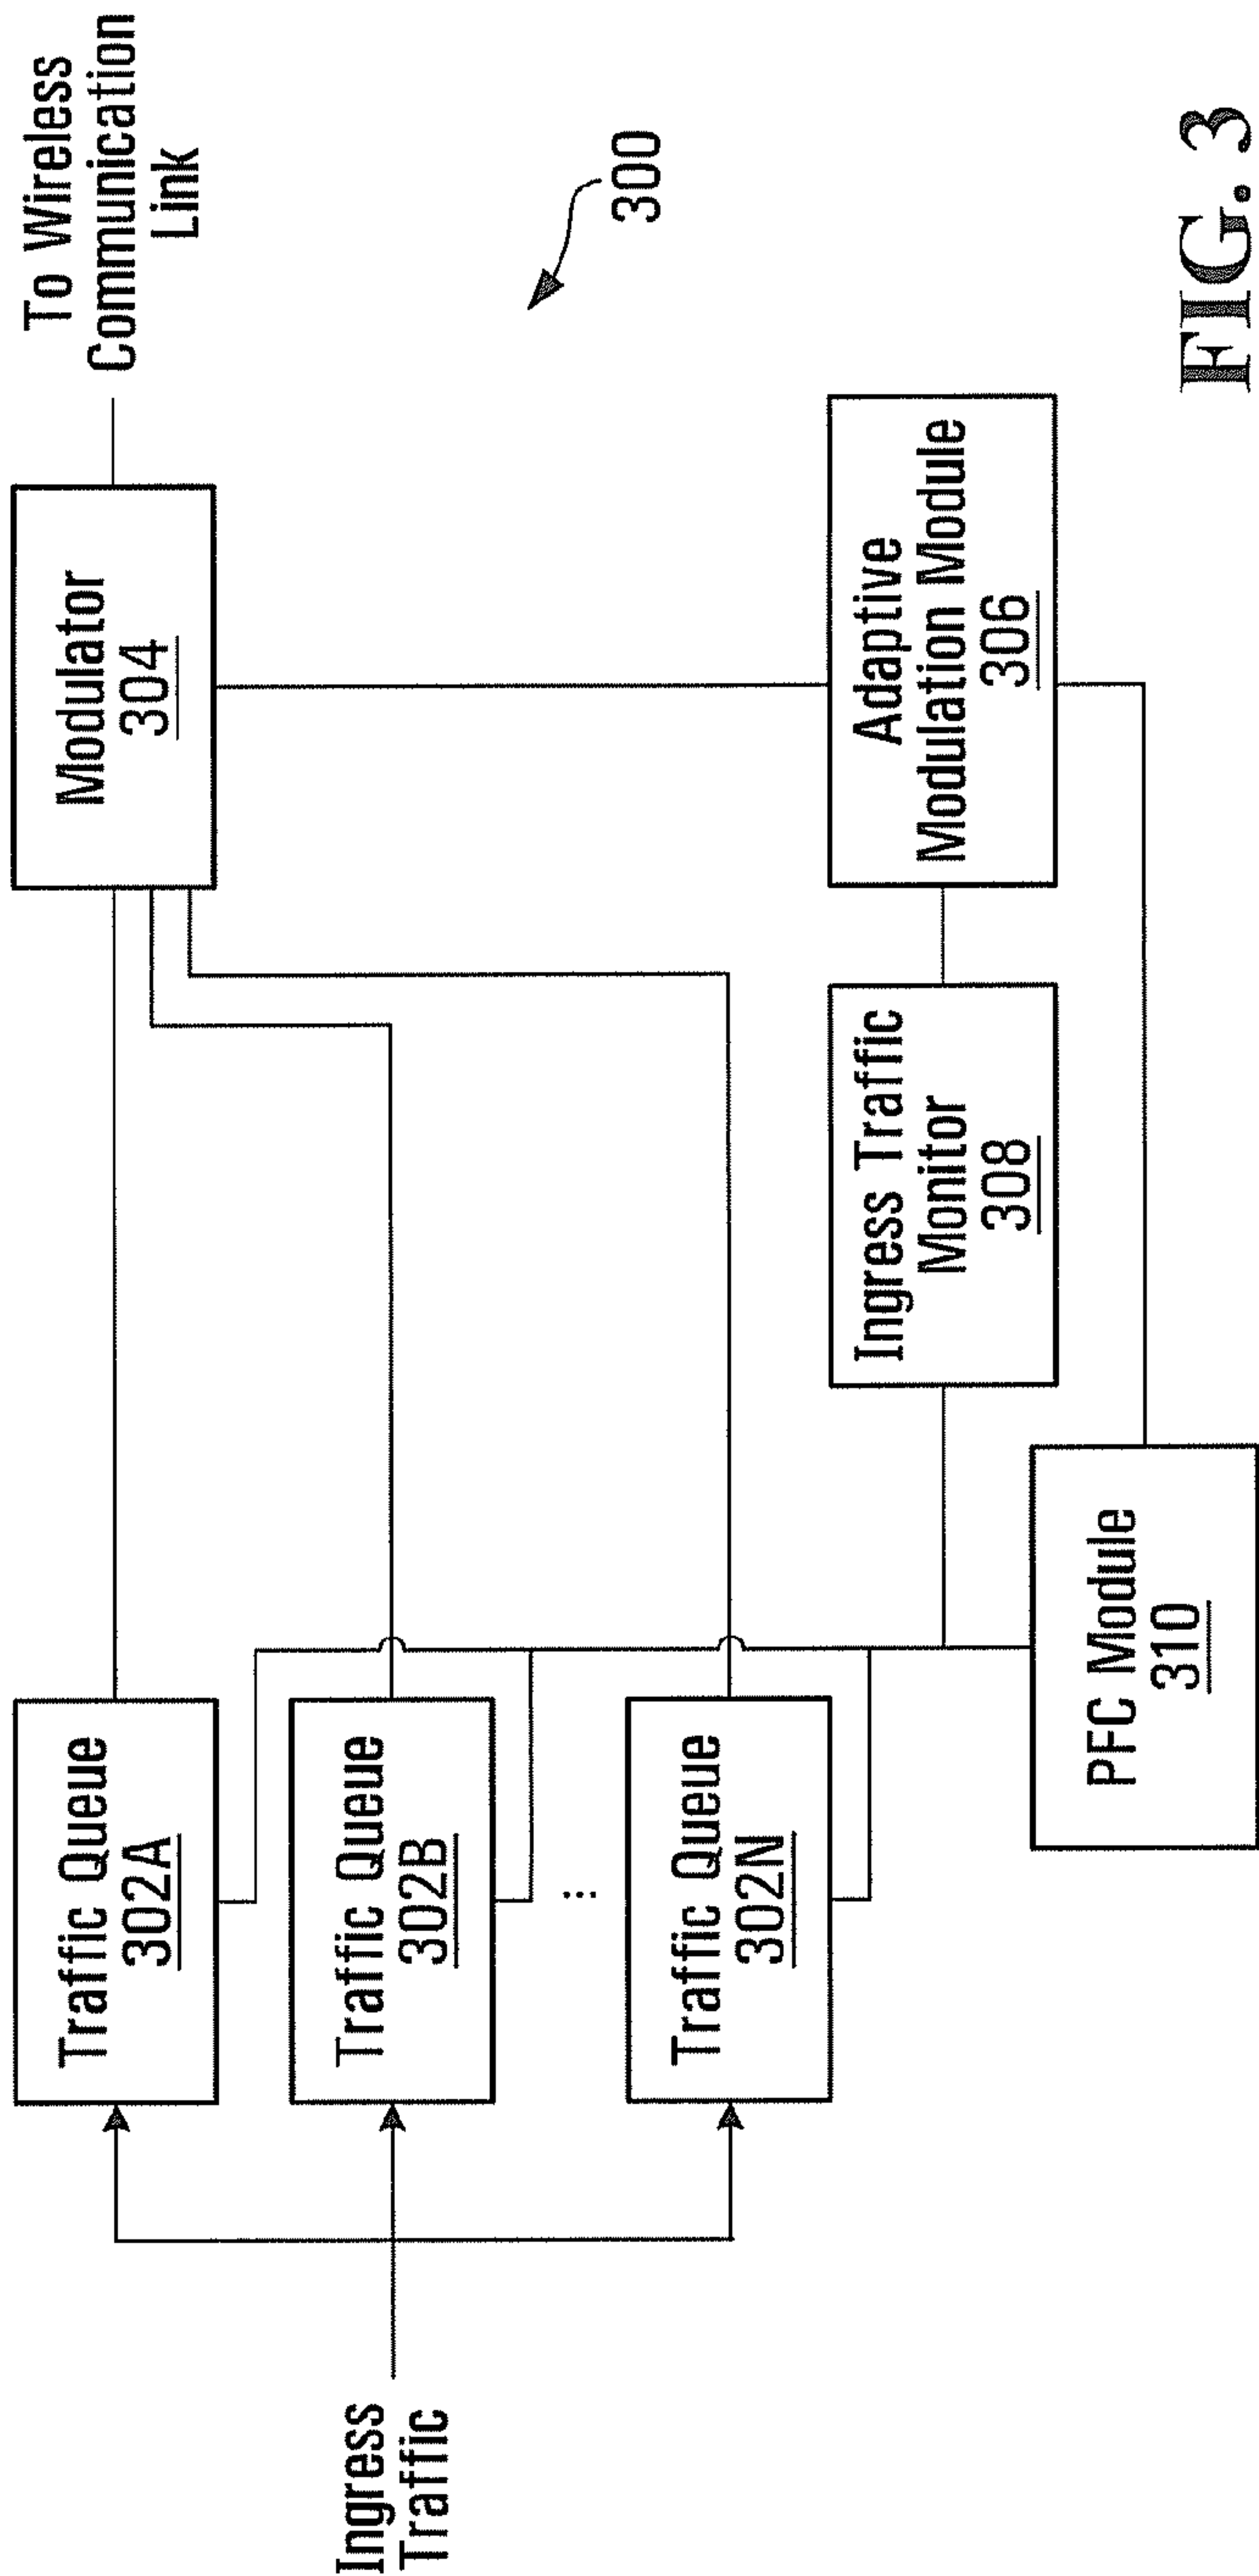 Ingress
Traffic
Traffic Queue
302A
Traffic Queue
302B
...
Traffic Queue
302N
Modulator
304
To Wireless
Communication
Link
300
Ingress Traffic
Monitor
308
Adaptive
Modulation Module
306
PFC Module
310
FIG. 3